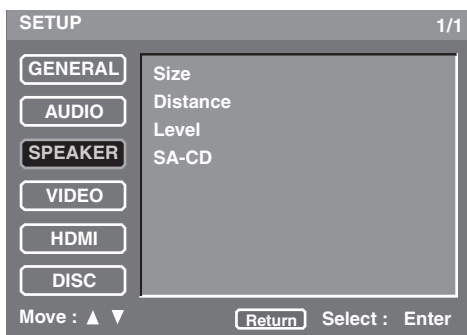 SETUP 1/1
GENERAL
AUDIO
SPEAKER
VIDEO
HDMI
DISC
Size
Distance
Level
SA-CD
Move : ▲ ▼ Return Select : Enter